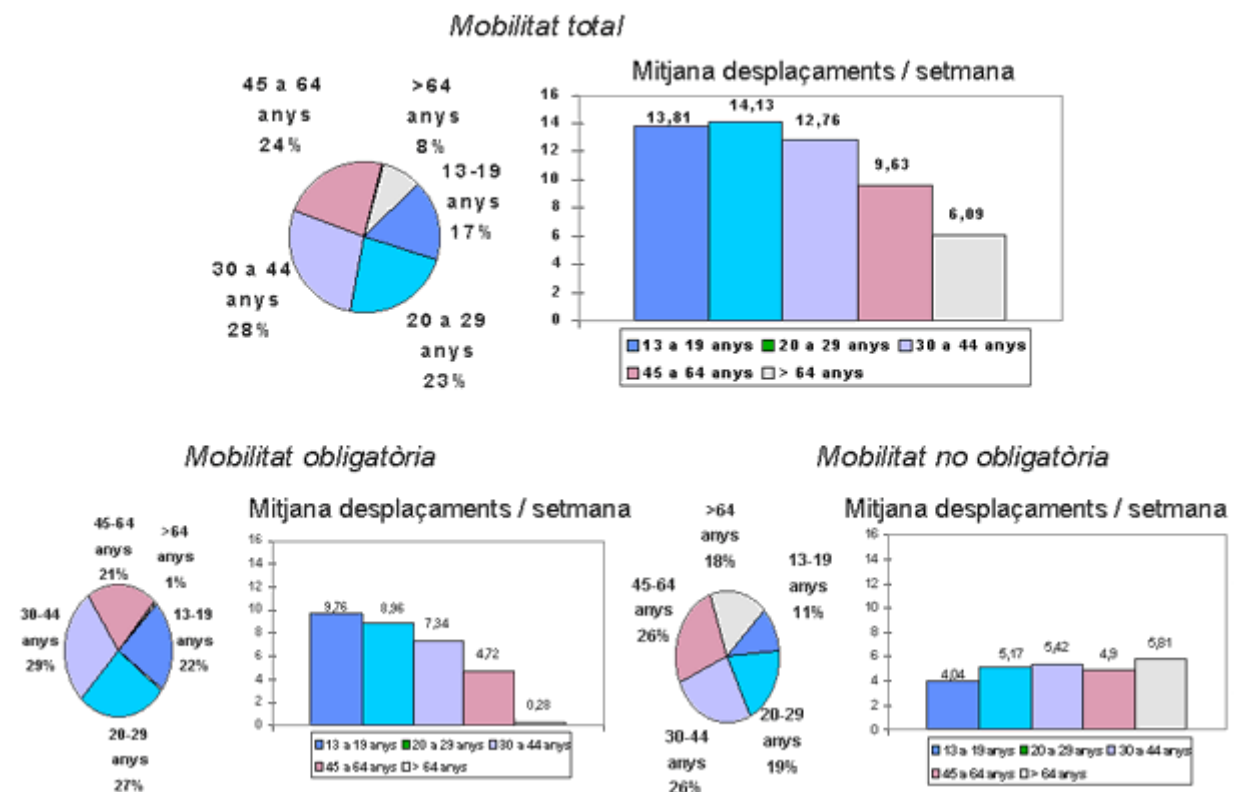 Mobilitat total
45 a 64
anys
24%
>64
anys
8%
13-19
anys
17%
20 a 29
anys
23%
30 a 44
anys
28%
Mitjana desplaçaments / setmana
16
14
12
10
8
6
4
2
0
13,81
14,13
12,76
9,63
6,09
13 a 19 anys 20 a 29 anys 30 a 44 anys
45 a 64 anys > 64 anys
Mobilitat obligatòria
45-64
anys
21%
>64
anys
1%
13-19
anys
22%
20-29
anys
27%
30-44
anys
29%
Mitjana desplaçaments / setmana
16
14
12
10
8
6
4
2
0
9,76
8,96
7,34
4,72
0,28
13 a 19 anys 20 a 29 anys 30 a 44 anys
45 a 64 anys > 64 anys
Mobilitat no obligatòria
>64
anys
18%
13-19
anys
11%
20-29
anys
19%
30-44
anys
26%
45-64
anys
26%
Mitjana desplaçaments / setmana
16
14
12
10
8
6
4
2
0
4,04
5,17
5,42
4,9
5,81
13 a 19 anys 20 a 29 anys 30 a 44 anys
45 a 64 anys > 64 anys